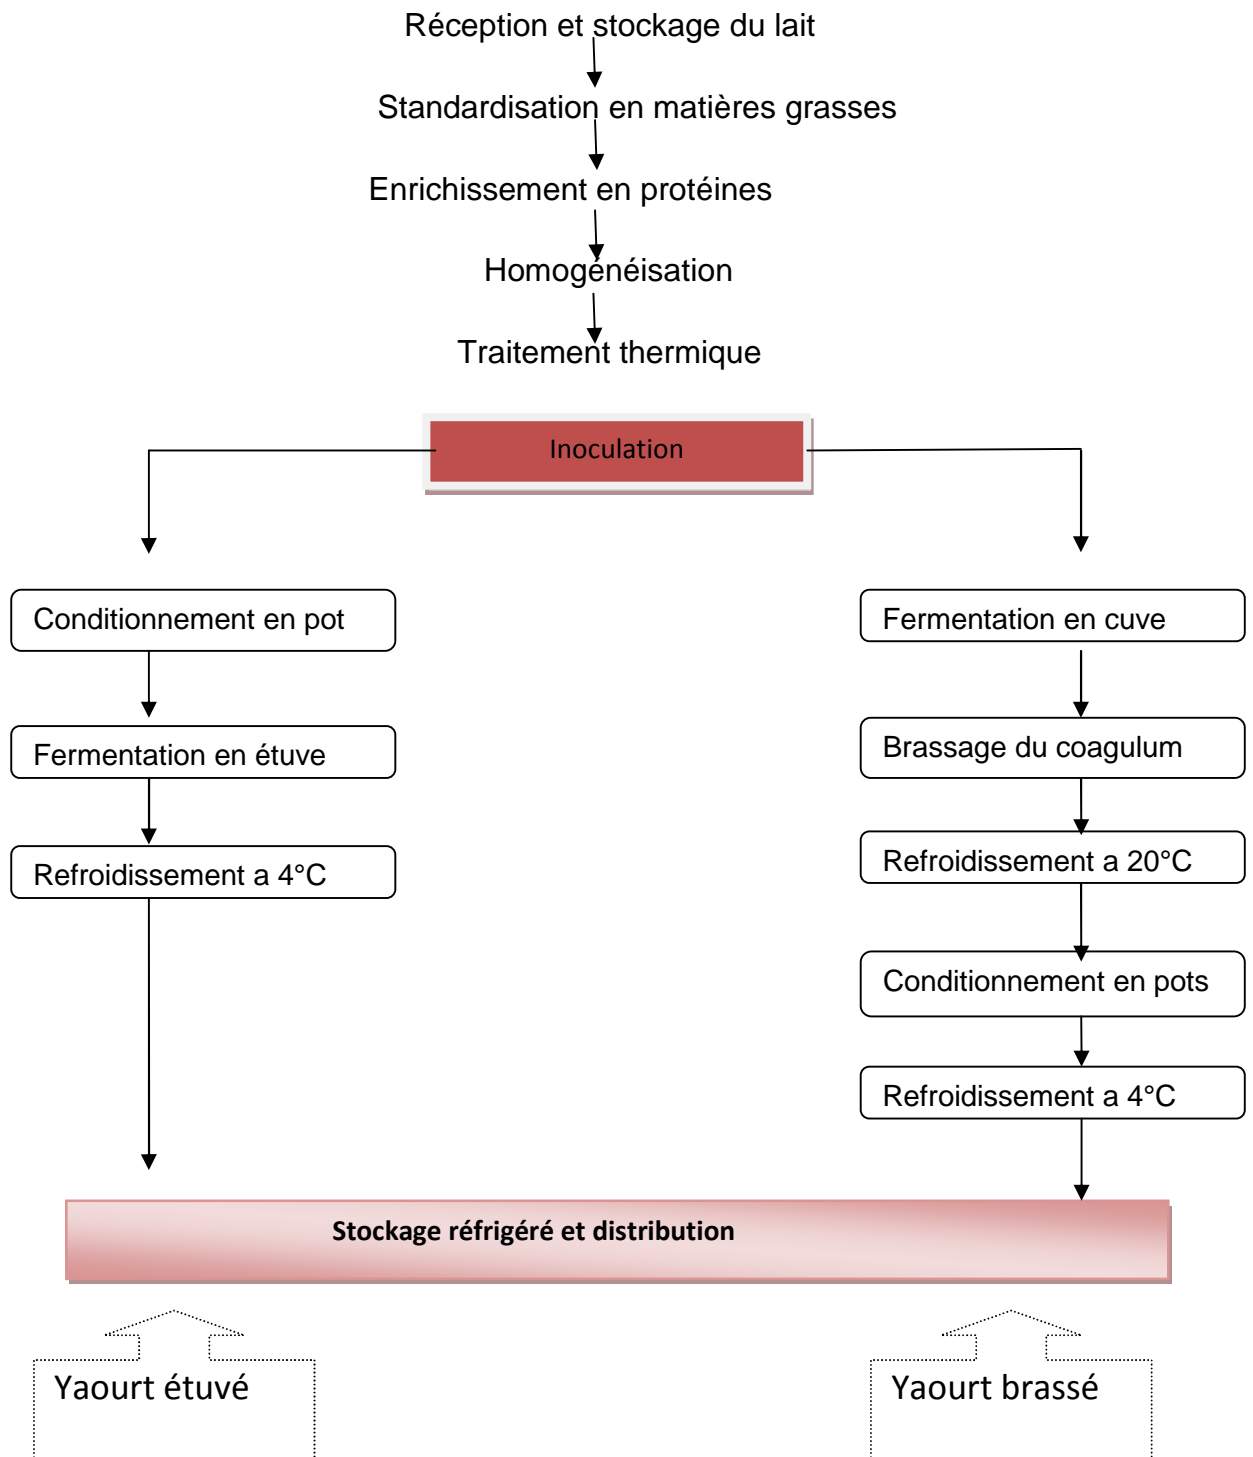 Réception et stockage du lait
Standardisation en matières grasses
Enrichissement en protéines
Homogénéisation
Traitement thermique
Inoculation
Conditionnement en pot
Fermentation en étuve
Refroidissement a 4°C
Fermentation en cuve
Brassage du coagulum
Refroidissement a 20°C
Conditionnement en pots
Refroidissement a 4°C
Stockage réfrigéré et distribution
Yaourt étuvé
Yaourt brassé